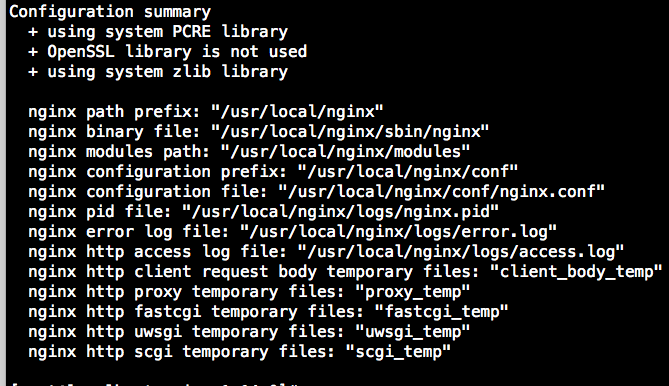 Configuration summary
+ using system PCRE library
+ OpenSSL library is not used
+ using system zlib library
nginx path prefix: "/usr/local/nginx"
nginx binary file: "/usr/local/nginx/sbin/nginx"
nginx modules path: "/usr/local/nginx/modules"
nginx configuration prefix: "/usr/local/nginx/conf"
nginx configuration file: "/usr/local/nginx/conf/nginx.conf"
nginx pid file: "/usr/local/nginx/logs/nginx.pid"
nginx error log file: "/usr/local/nginx/logs/error.log"
nginx http access log file: "/usr/local/nginx/logs/access.log"
nginx http client request body temporary files: "client_body_temp"
nginx http proxy temporary files: "proxy_temp"
nginx http fastcgi temporary files: "fastcgi_temp"
nginx http uwsgi temporary files: "uwsgi_temp"
nginx http scgi temporary files: "scgi_temp"